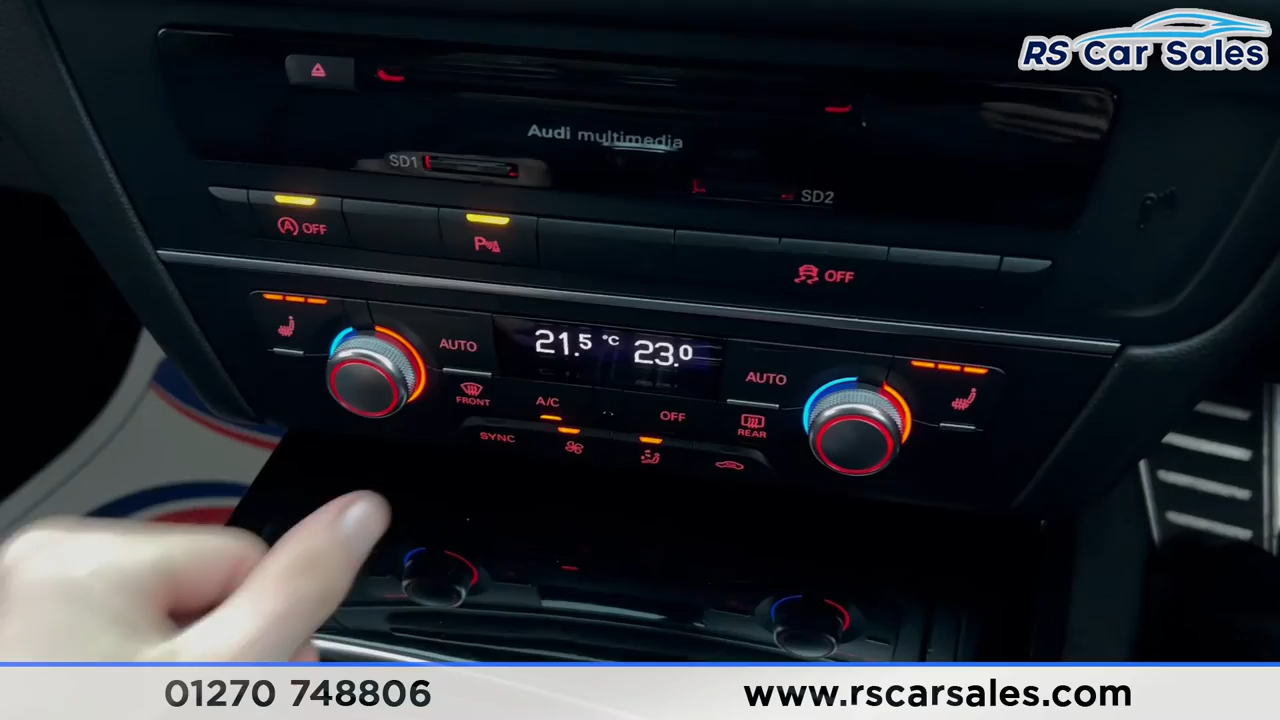 RS Car Sales
Audi multimedia
SD1
SD2
A OFF
P
OFF
AUTO
21.5 °C 23.0
AUTO
FRONT
A/C
OFF
REAR
SYNC
01270 748806
www.rscarsales.com